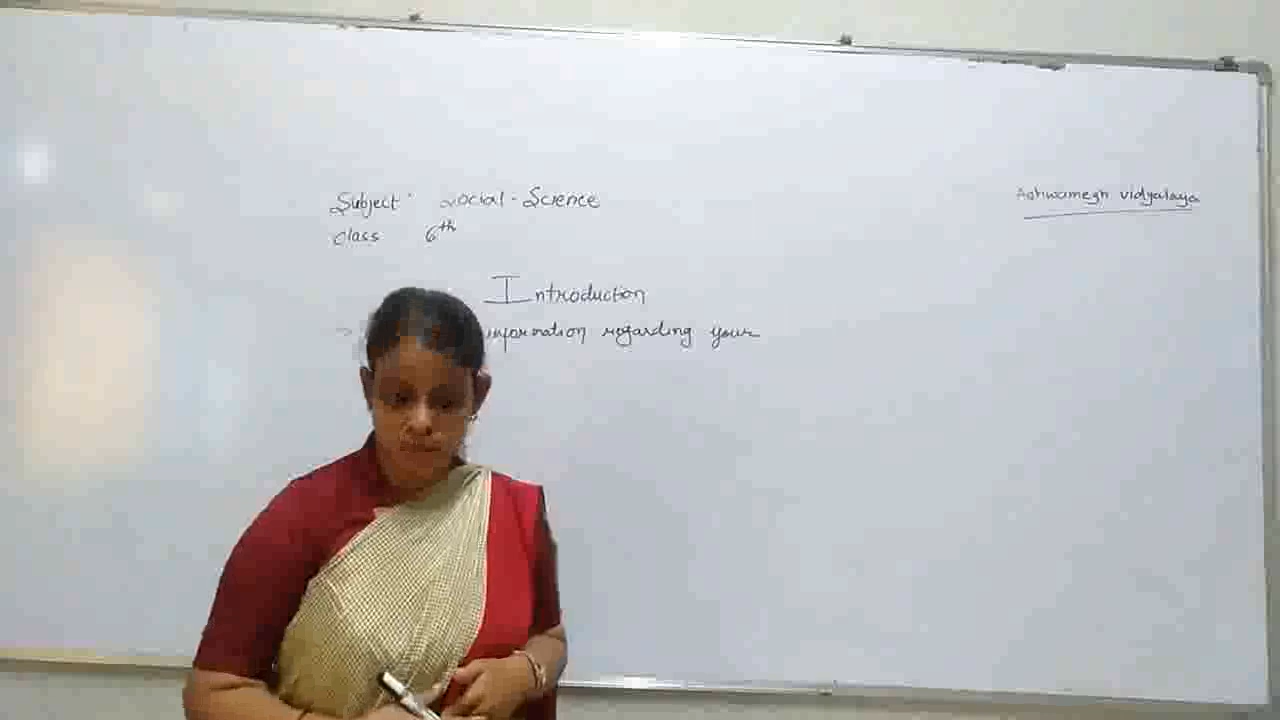 Subject: Social-Science
Ashwamegh vidyalaya
Class 6th
Introduction
information regarding your